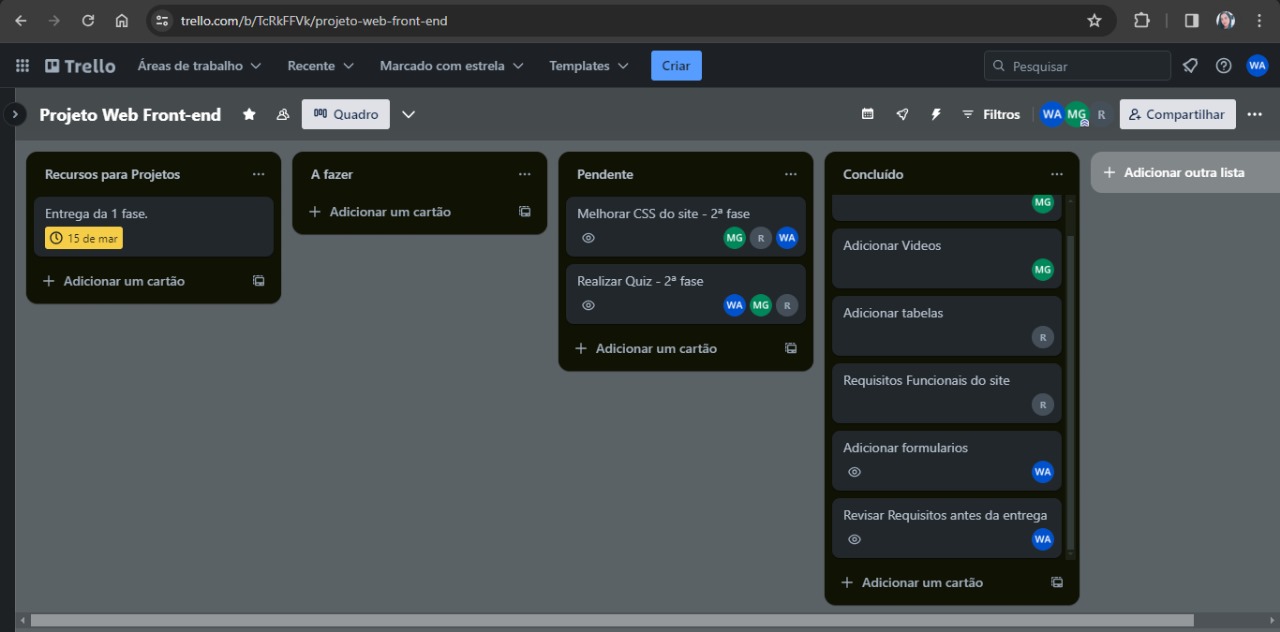 trello.com/b/TcRkFFVk/projeto-web-front-end
Trello
Áreas de trabalho
Recente
Marcado com estrela
Templates
Criar
Pesquisar
WA
Projeto Web Front-end
Quadro
Filtros
WA MG R
Compartilhar
Recursos para Projetos
Entrega da 1 fase.
15 de mar
Adicionar um cartão
A fazer
Adicionar um cartão
Pendente
Melhorar CSS do site - 2ª fase
MG R WA
Realizar Quiz - 2ª fase
WA MG R
Adicionar um cartão
Concluído
MG
Adicionar Videos
MG
Adicionar tabelas
R
Requisitos Funcionais do site
R
Adicionar formularios
WA
Revisar Requisitos antes da entrega
WA
Adicionar um cartão
Adicionar outra lista